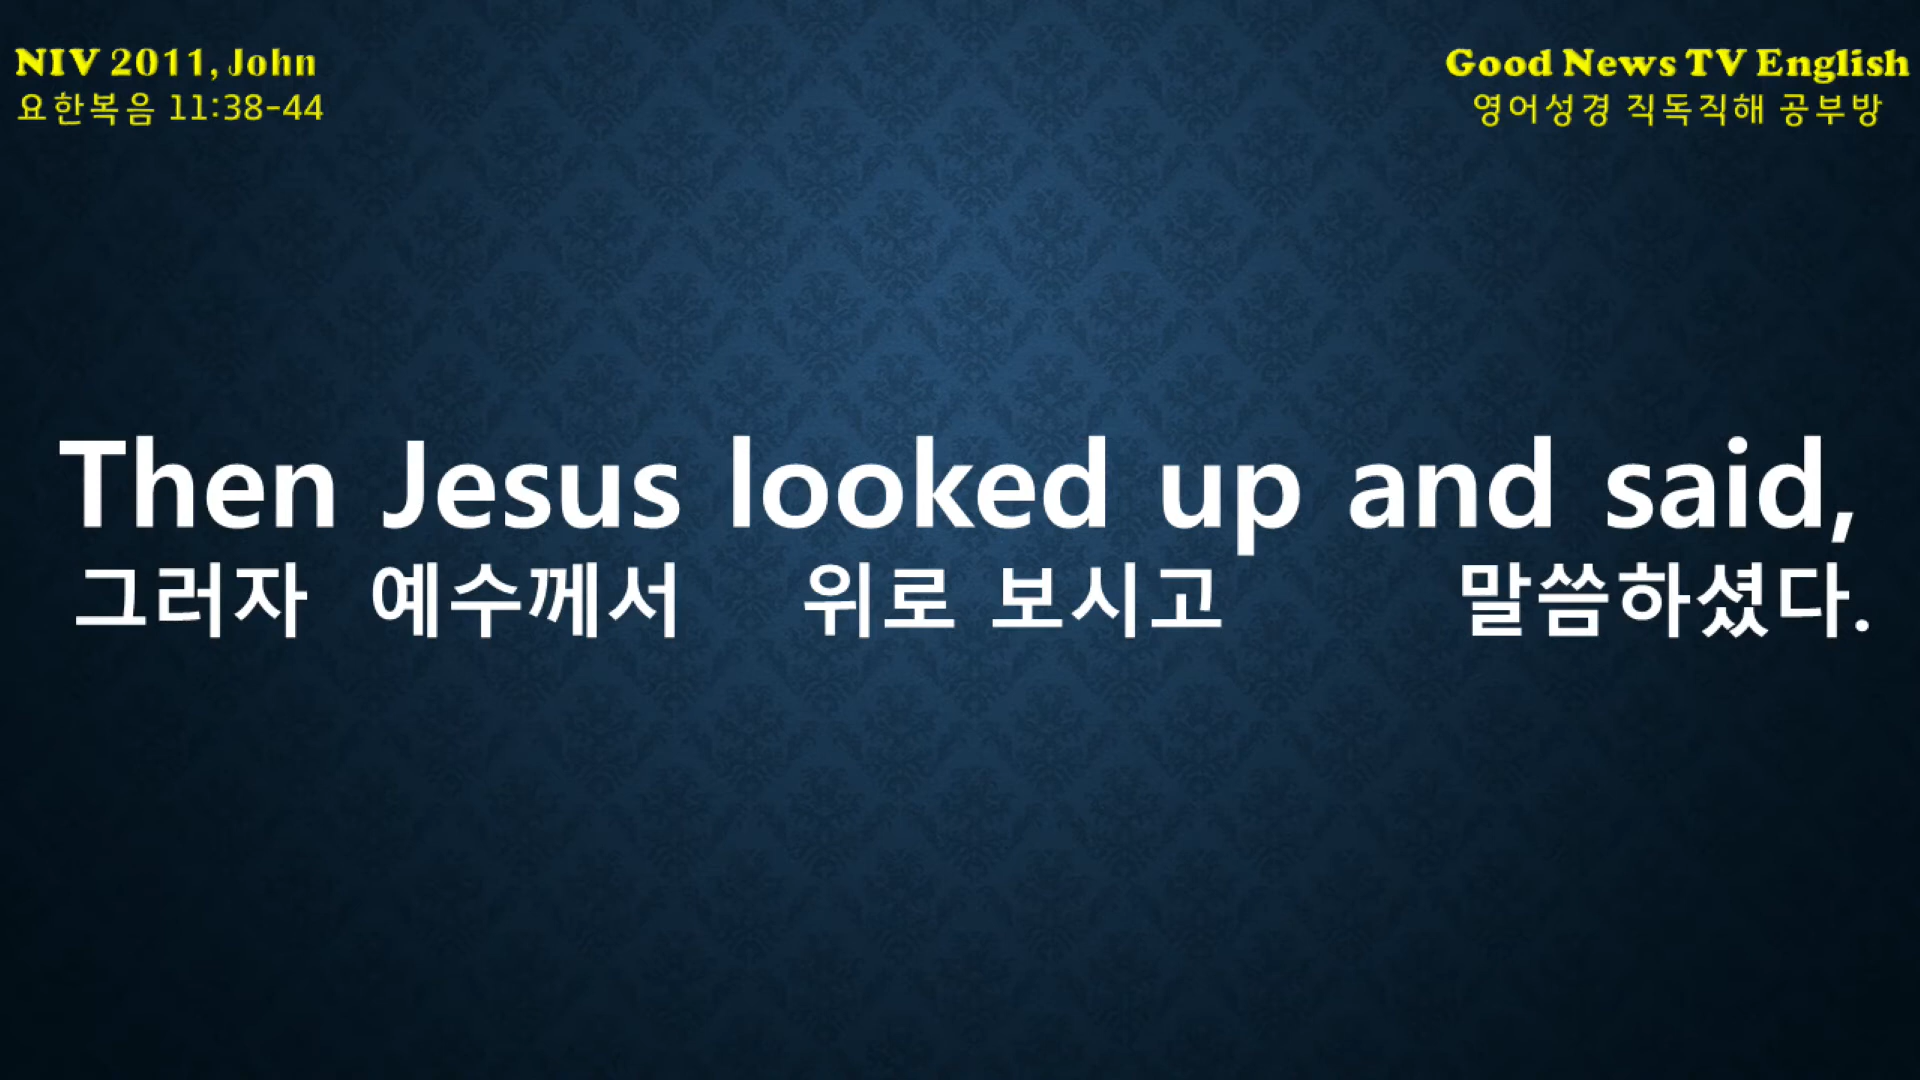 NIV 2011, John
요한복음 11:38-44
Good News TV English
영어성경 직독직해 공부방
Then Jesus looked up and said,
그러자 예수께서 위로 보시고 말씀하셨다.